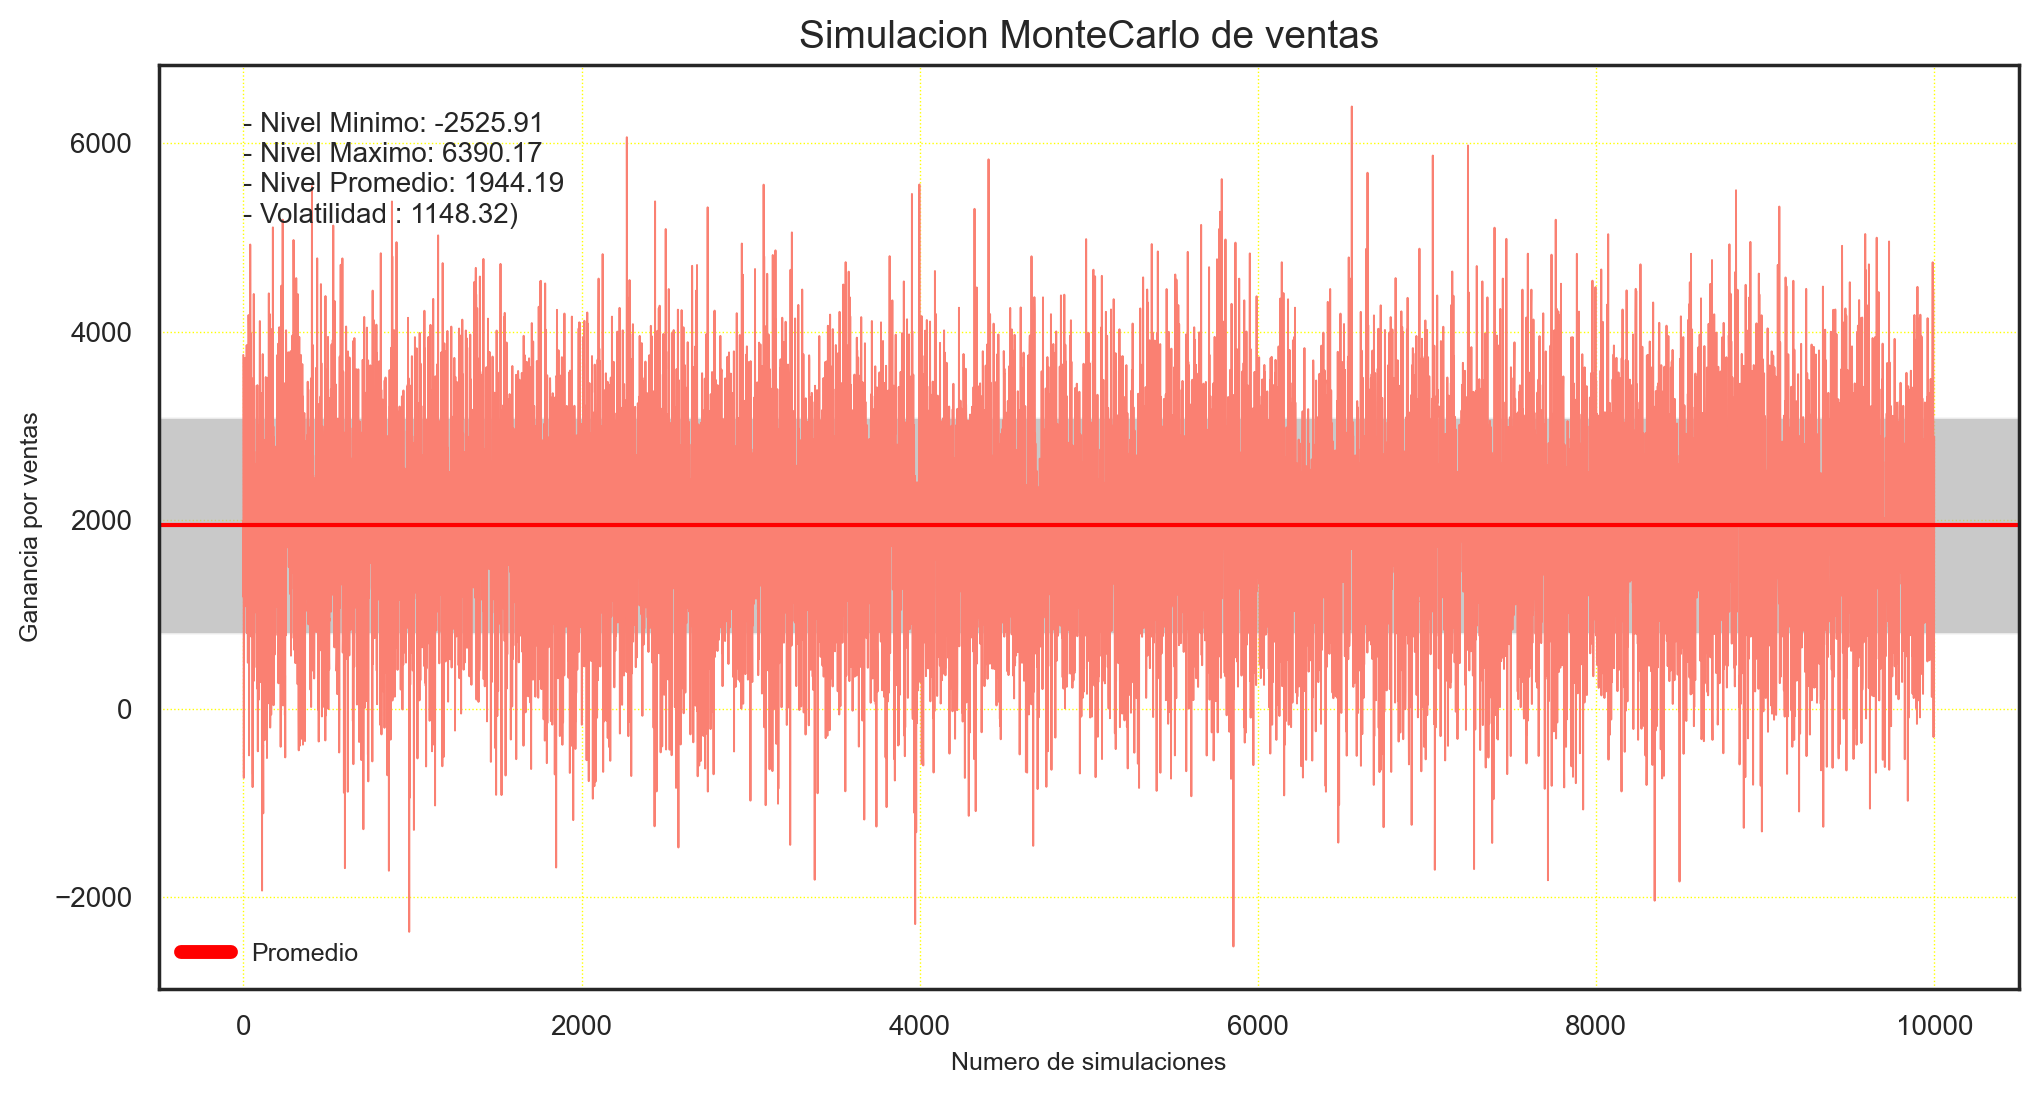 Simulacion MonteCarlo de ventas
- Nivel Minimo: -2525.91
- Nivel Maximo: 6390.17
- Nivel Promedio: 1944.19
- Volatilidad : 1148.32)
6000
4000
2000
0
−2000
Ganancia por ventas
Promedio
0 2000 4000 6000 8000 10000
Numero de simulaciones